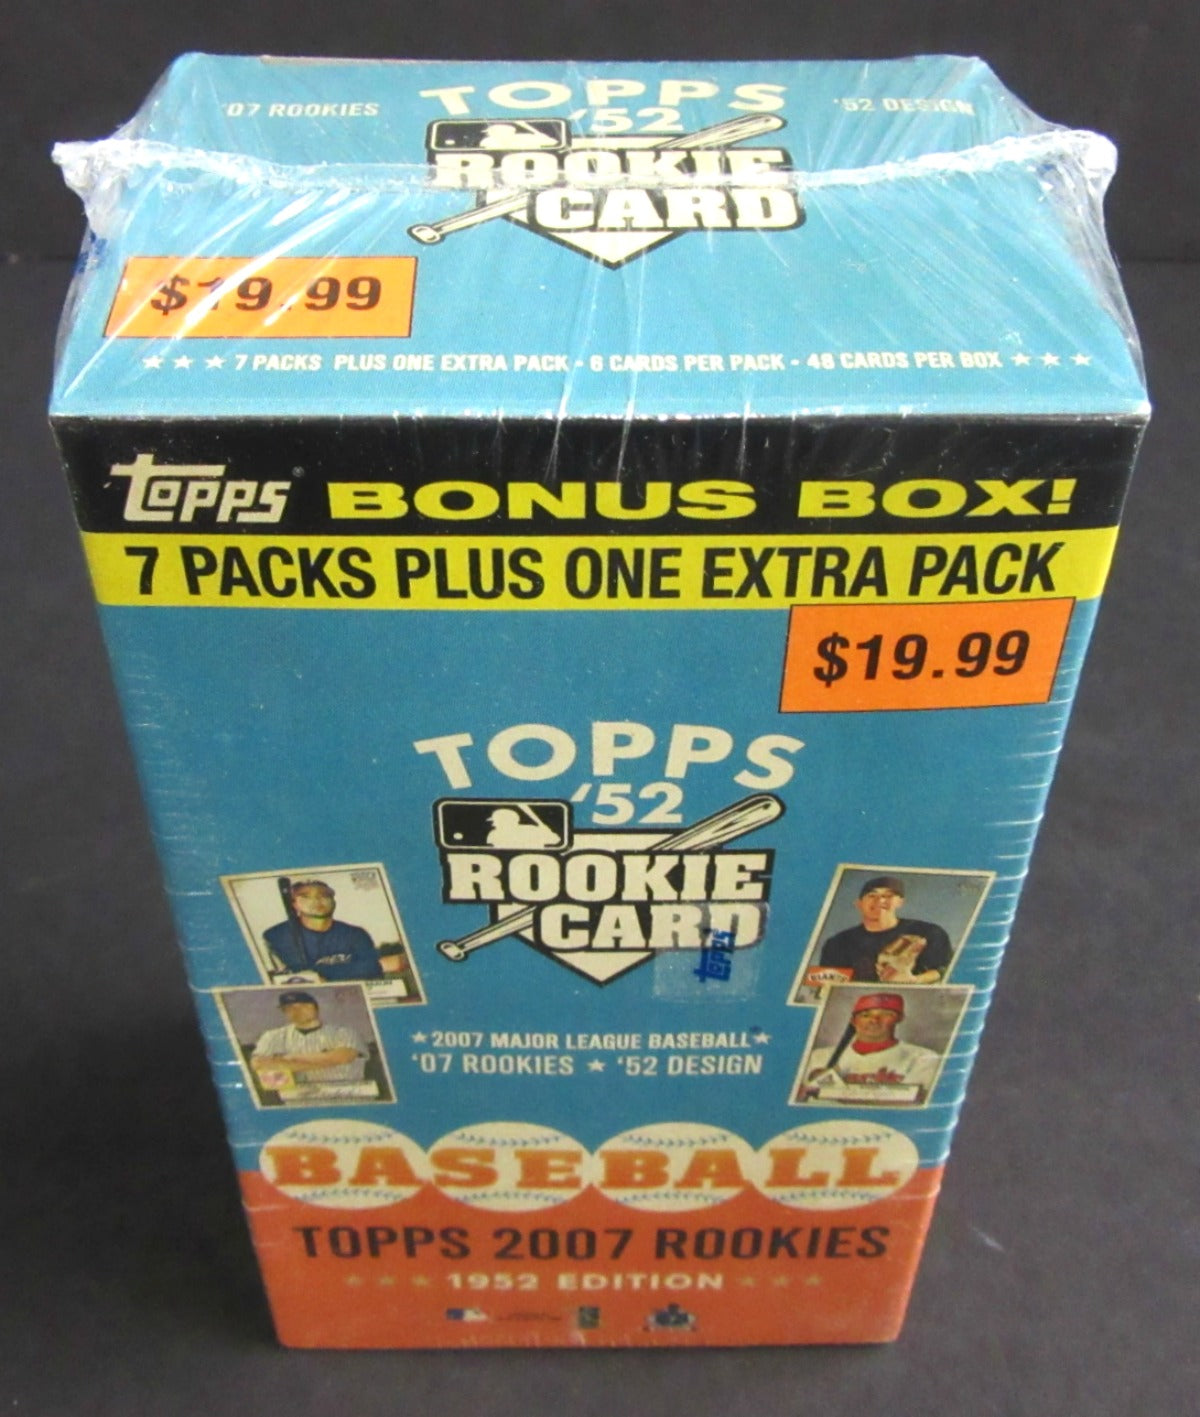 '07 ROOKIES
TOPPS
'52 DESIGN
'52
ROOKIE
CARD
$19.99
★ ★ ★ 7 PACKS PLUS ONE EXTRA PACK • 6 CARDS PER PACK • 48 CARDS PER BOX ★ ★ ★
Topps® BONUS BOX!
7 PACKS PLUS ONE EXTRA PACK
$19.99
TOPPS
'52
ROOKIE
CARD
topps
GIANTS
★2007 MAJOR LEAGUE BASEBALL®★
'07 ROOKIES ★ '52 DESIGN
BASEBALL
TOPPS 2007 ROOKIES
★ ★ ★ 1952 EDITION ★ ★ ★